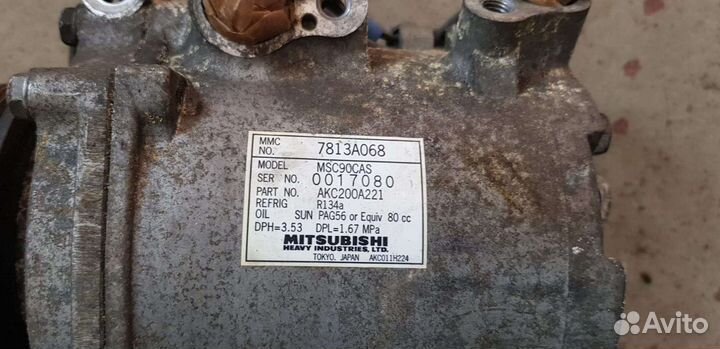 MMC NO. 7813A068
MODEL MSC90CAS
SER NO. 0017080
PART NO. AKC200A221
REFRIG R134a
OIL SUN PAG56 or Equiv 80 cc
DPH=3.53 DPL=1.67 MPa
MITSUBISHI
HEAVY INDUSTRIES, LTD.
TOKYO. JAPAN AKC011H224
Avito